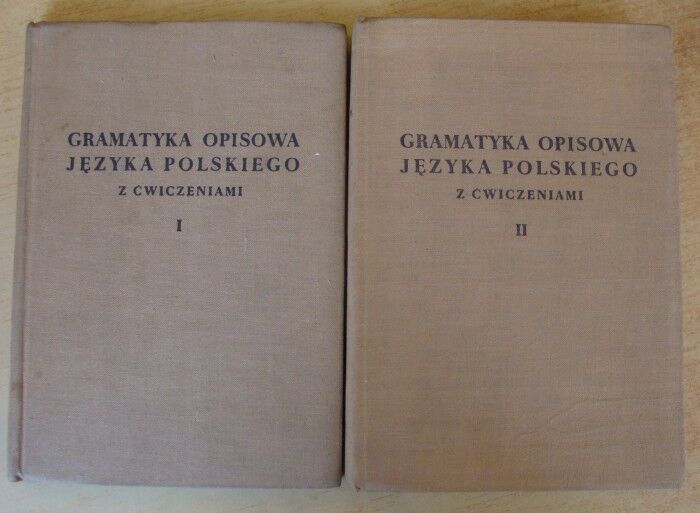 GRAMATYKA OPISOWA
JĘZYKA POLSKIEGO
Z ĆWICZENIAMI
I
GRAMATYKA OPISOWA
JĘZYKA POLSKIEGO
Z ĆWICZENIAMI
II